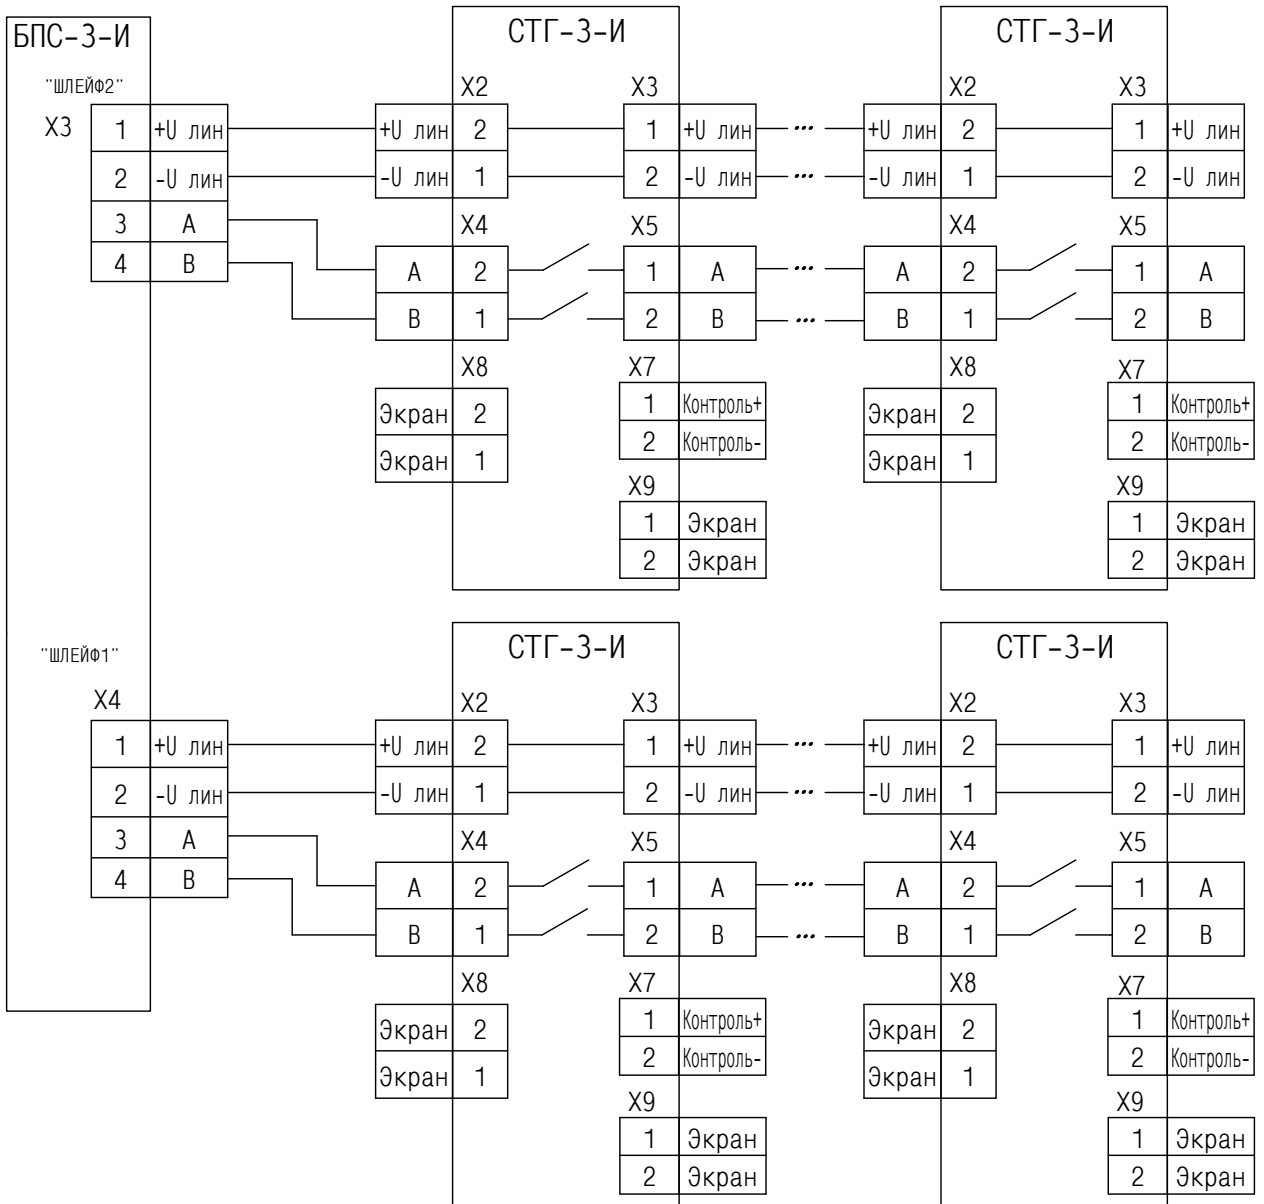 БПС-3-И СТГ-3-И СТГ-3-И
"ШЛЕЙФ2" X2 X3 X2 X3
X3 1 +U лин +U лин 2 1 +U лин ... +U лин 2 1 +U лин
2 -U лин -U лин 1 2 -U лин ... -U лин 1 2 -U лин
3 A X4 X5 X4 X5
4 B A 2 1 A ... A 2 1 A
B 1 2 B ... B 1 2 B
X8 X7 X8 X7
Экран 2 1 Контроль+ Экран 2 1 Контроль+
Экран 1 2 Контроль- Экран 1 2 Контроль-
X9 X9
1 Экран 1 Экран
2 Экран 2 Экран
СТГ-3-И СТГ-3-И
"ШЛЕЙФ1"
X4 X2 X3 X2 X3
1 +U лин +U лин 2 1 +U лин ... +U лин 2 1 +U лин
2 -U лин -U лин 1 2 -U лин ... -U лин 1 2 -U лин
3 A X4 X5 X4 X5
4 B A 2 1 A ... A 2 1 A
B 1 2 B ... B 1 2 B
X8 X7 X8 X7
Экран 2 1 Контроль+ Экран 2 1 Контроль+
Экран 1 2 Контроль- Экран 1 2 Контроль-
X9 X9
1 Экран 1 Экран
2 Экран 2 Экран